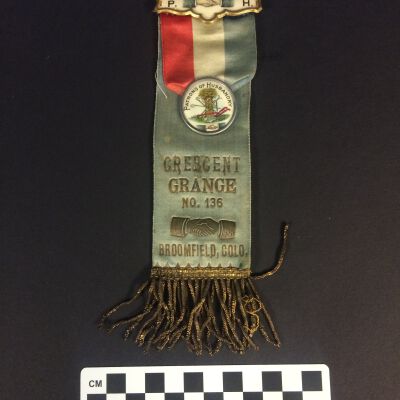 P H
PATRONS OF HUSBANDRY
CRESCENT
GRANGE
NO. 136
BROOMFIELD, COLO.
CM